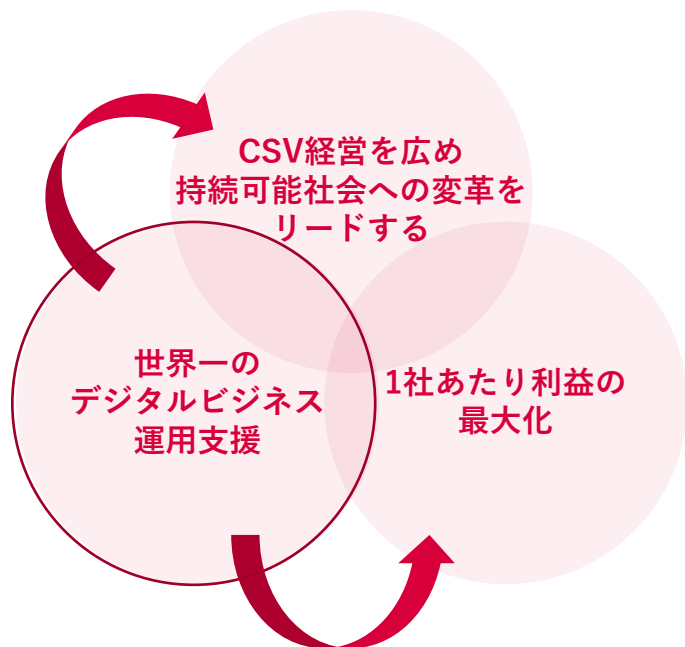 CSV経営を広め
持続可能社会への変革を
リードする
世界一の
デジタルビジネス
運用支援
1社あたり利益の
最大化